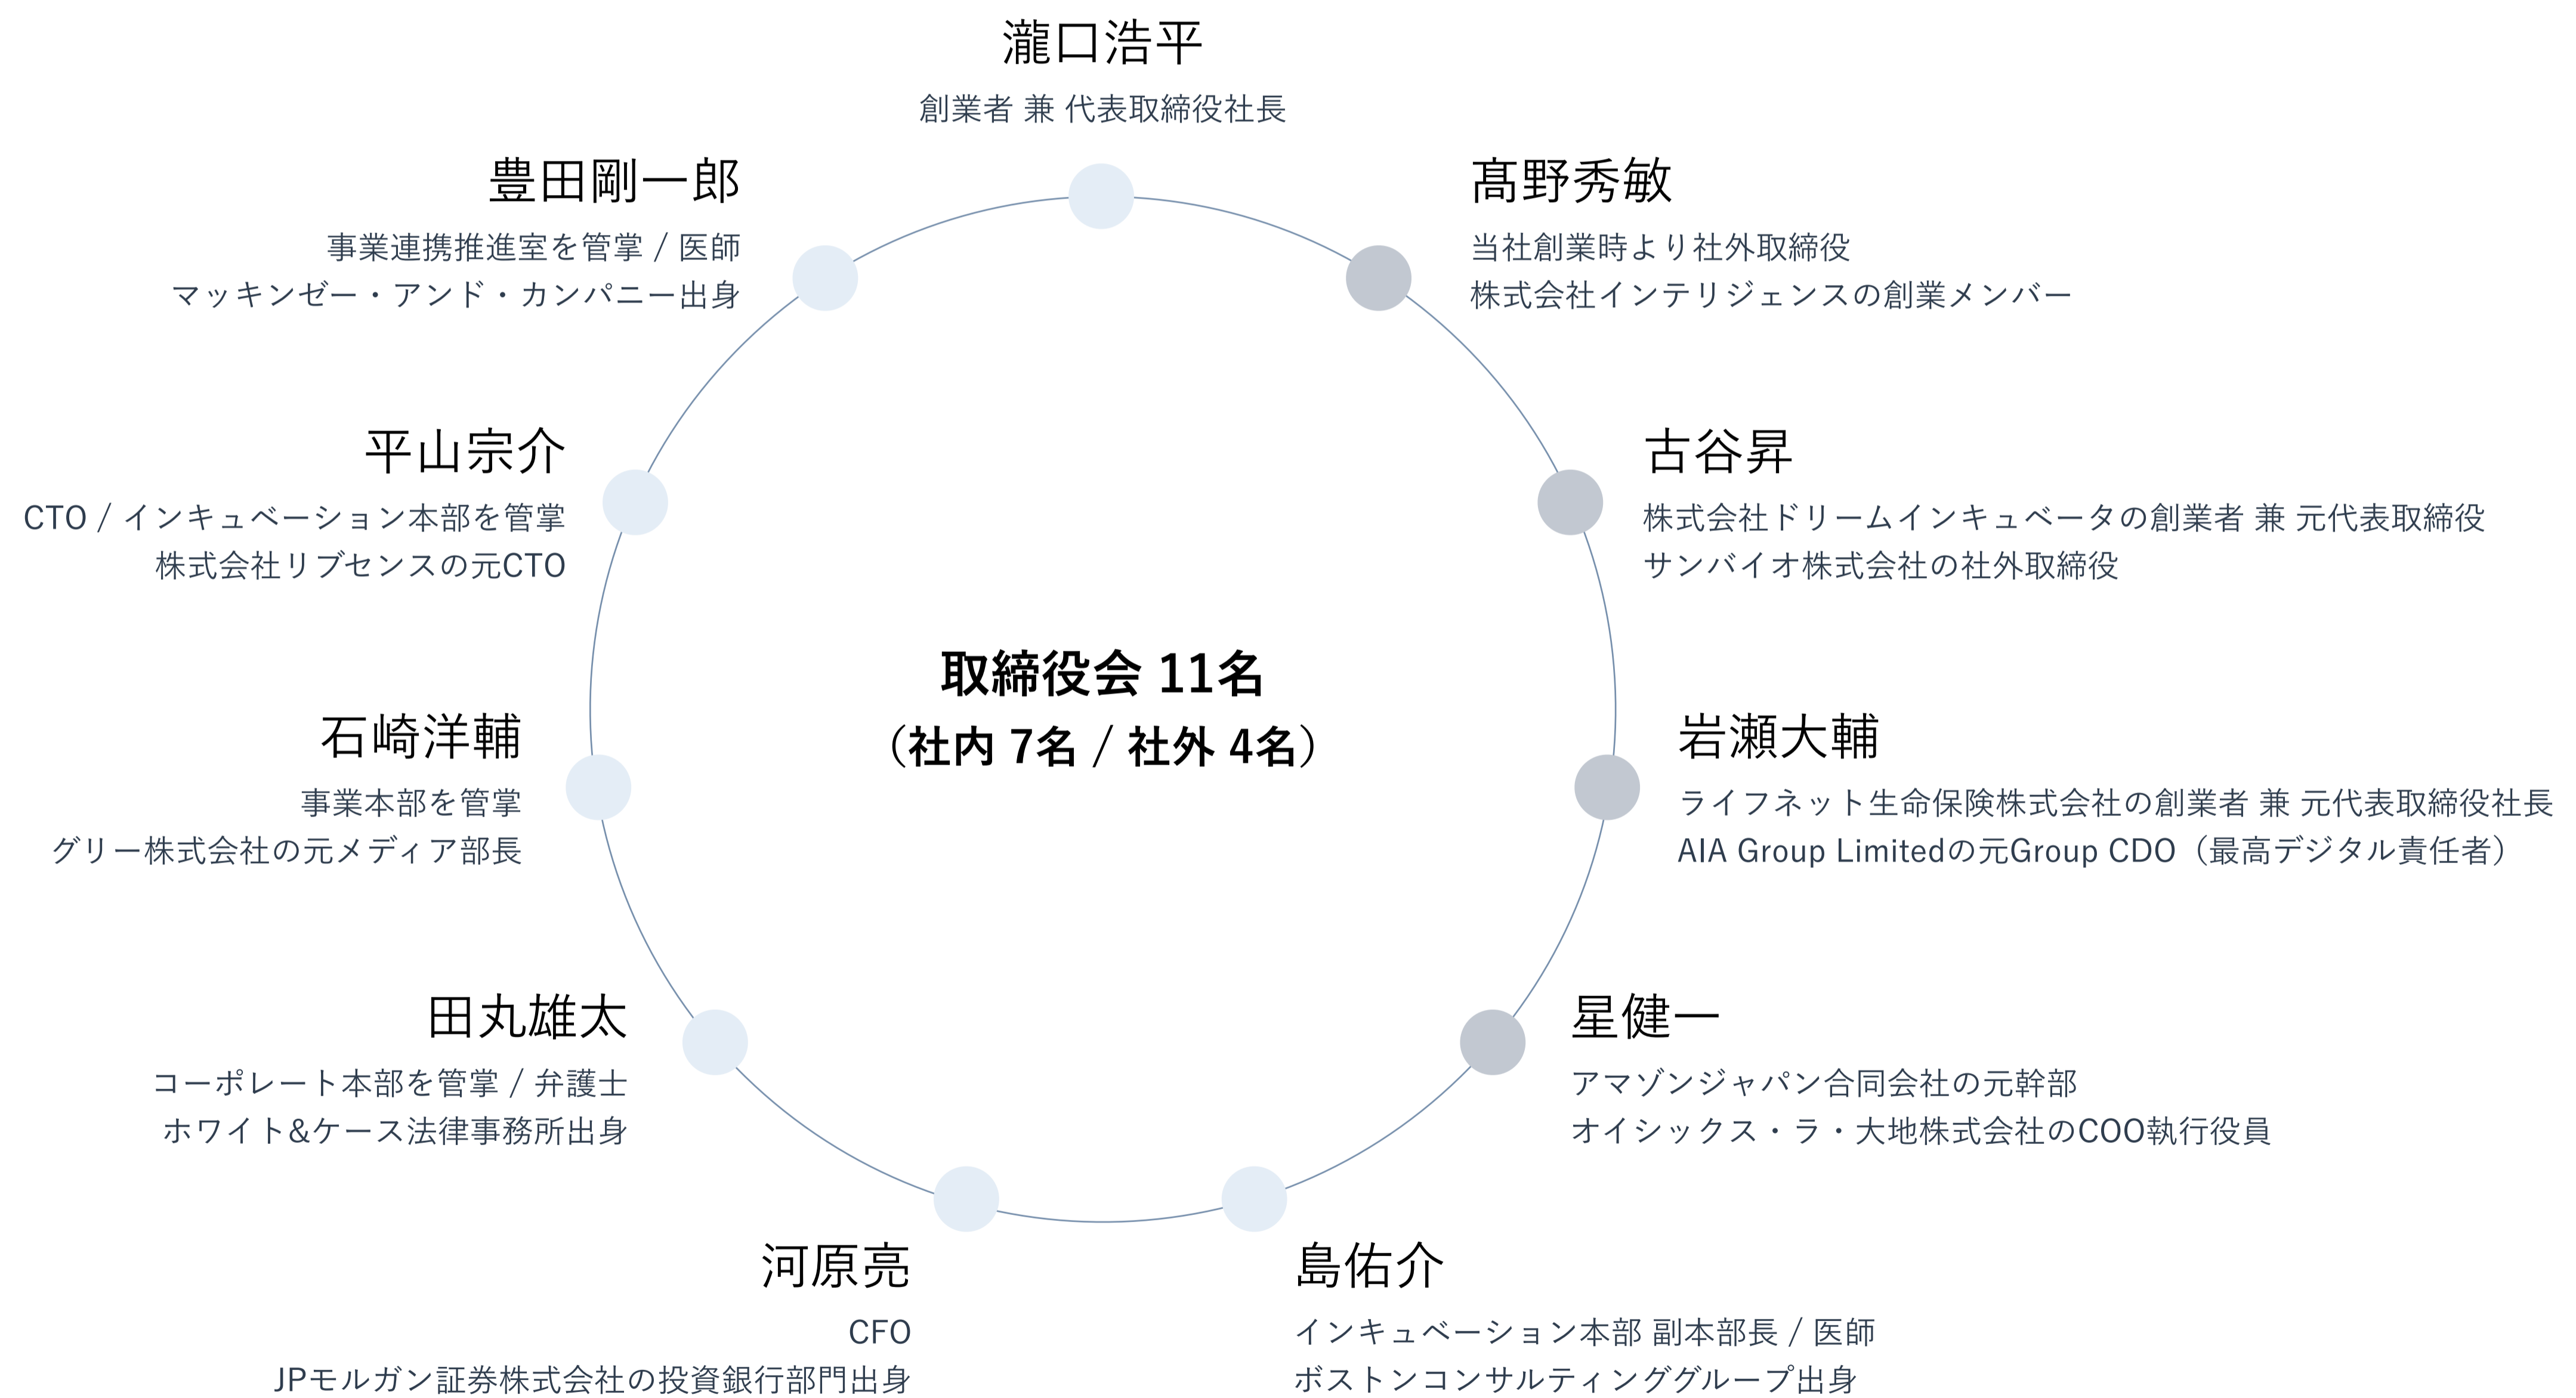 瀧口浩平
創業者 兼 代表取締役社長
豊田剛一郎
事業連携推進室を管掌 / 医師
マッキンゼー・アンド・カンパニー出身
髙野秀敏
当社創業時より社外取締役
株式会社インテリジェンスの創業メンバー
平山宗介
CTO / インキュベーション本部を管掌
株式会社リブセンスの元CTO
古谷昇
株式会社ドリームインキュベータの創業者 兼 元代表取締役
サンバイオ株式会社の社外取締役
取締役会 11名
（社内 7名 / 社外 4名）
石崎洋輔
事業本部を管掌
グリー株式会社の元メディア部長
岩瀬大輔
ライフネット生命保険株式会社の創業者 兼 元代表取締役社長
AIA Group Limitedの元Group CDO（最高デジタル責任者）
田丸雄太
コーポレート本部を管掌 / 弁護士
ホワイト&ケース法律事務所出身
星健一
アマゾンジャパン合同会社の元幹部
オイシックス・ラ・大地株式会社のCOO執行役員
河原亮
CFO
JPモルガン証券株式会社の投資銀行部門出身
島佑介
インキュベーション本部 副本部長 / 医師
ボストンコンサルティンググループ出身